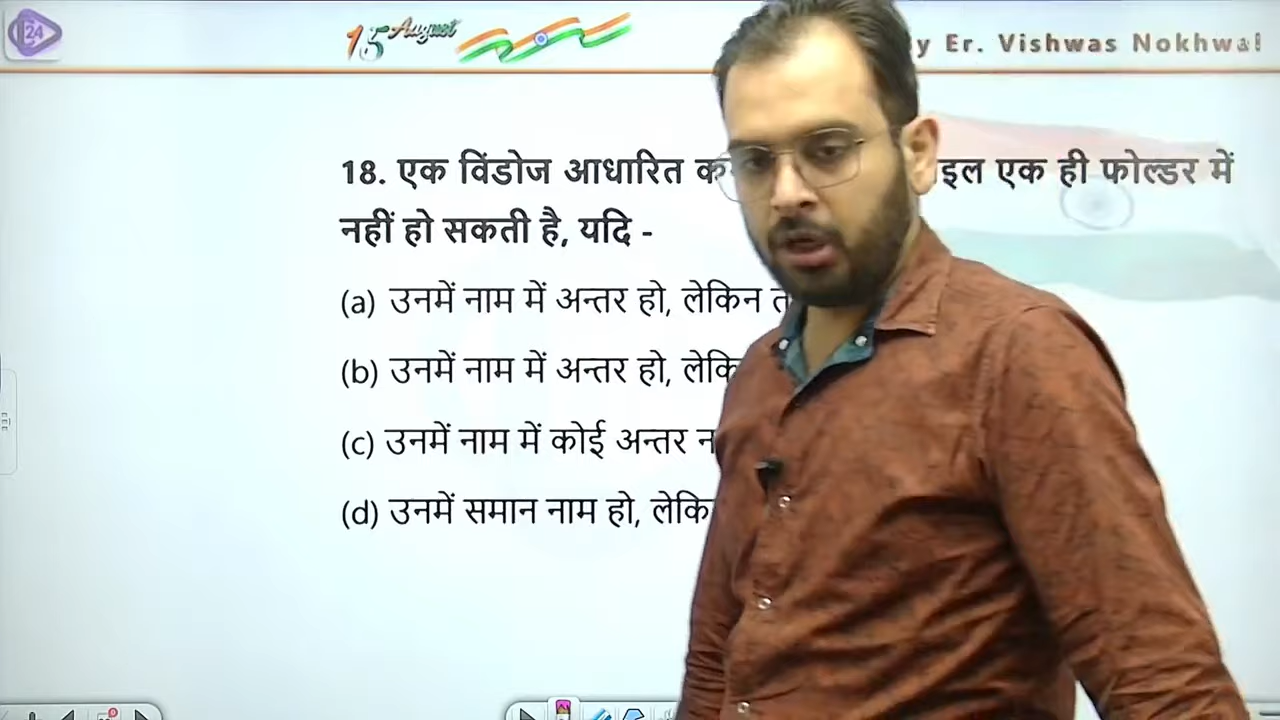 24
15 August
y Er. Vishwas Nokhwal
18. एक विंडोज आधारित क इल एक ही फोल्डर में
नहीं हो सकती है, यदि -
(a) उनमें नाम में अन्तर हो, लेकिन
(b) उनमें नाम में अन्तर हो, लेकि
(c) उनमें नाम में कोई अन्तर न
(d) उनमें समान नाम हो, लेकि